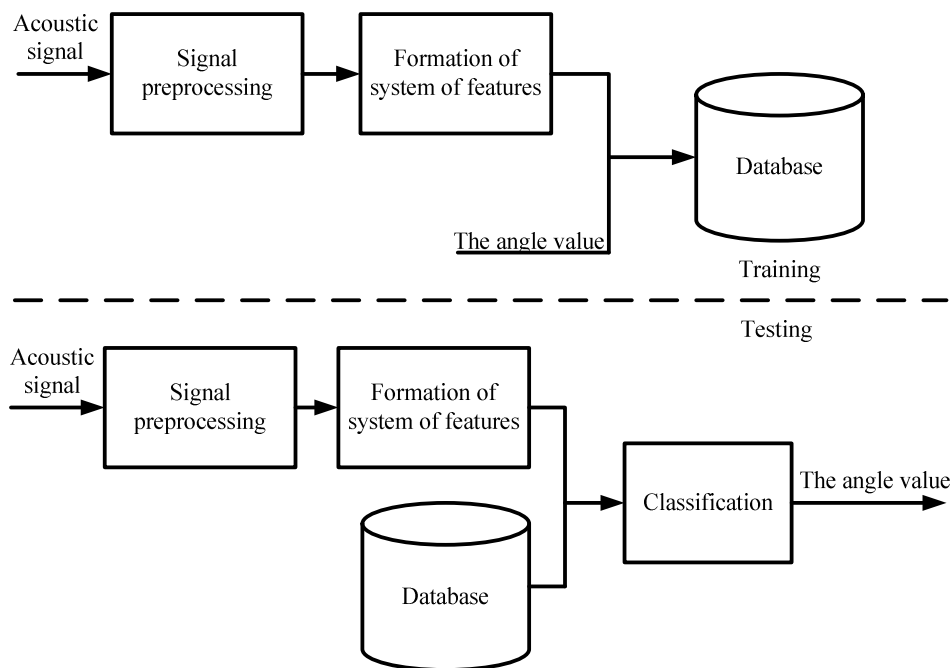 Acoustic
signal
Signal
preprocessing
Formation of
system of features
Database
The angle value
Training
Testing
Acoustic
signal
Signal
preprocessing
Formation of
system of features
Database
Classification
The angle value